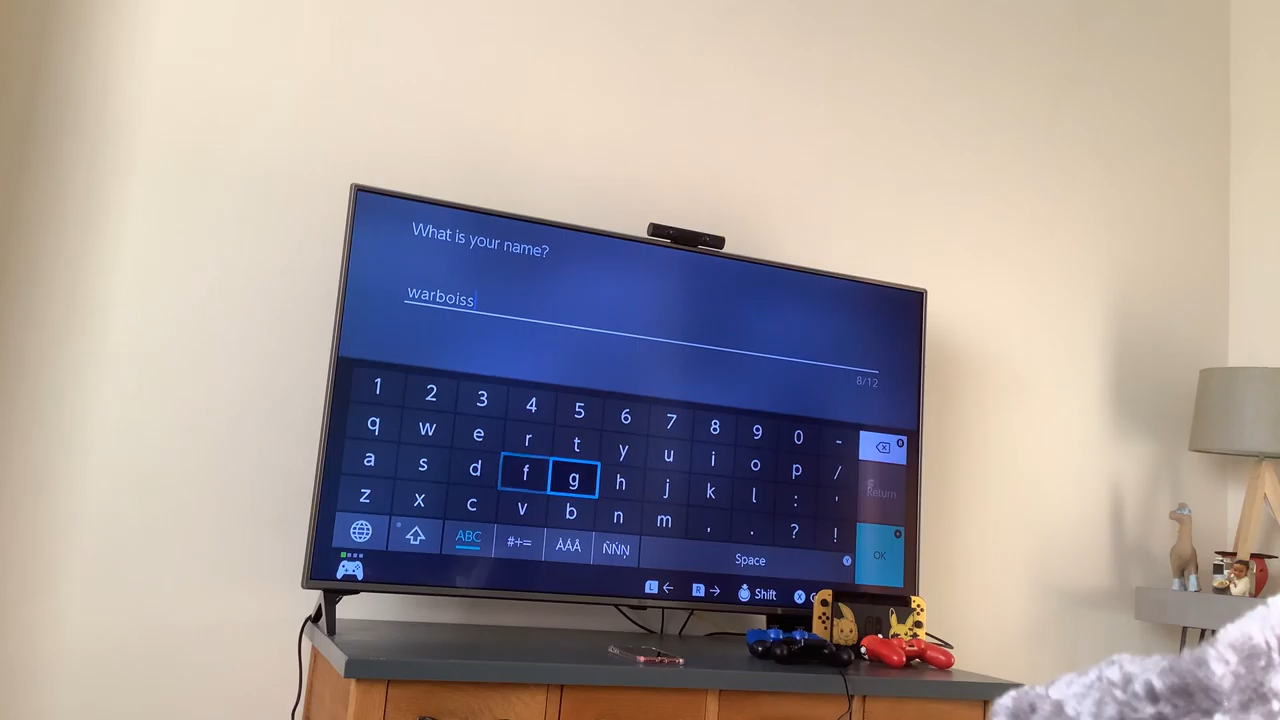 What is your name?
warboiss
8/12
1 2 3 4 5 6 7 8 9 0 -
q w e r t y u i o p /
a s d f g h j k l : '
Return
z x c v b n m , . ? !
ABC #+= ÀÁÂ ÑŃŅ Space OK
L ← R → Shift X